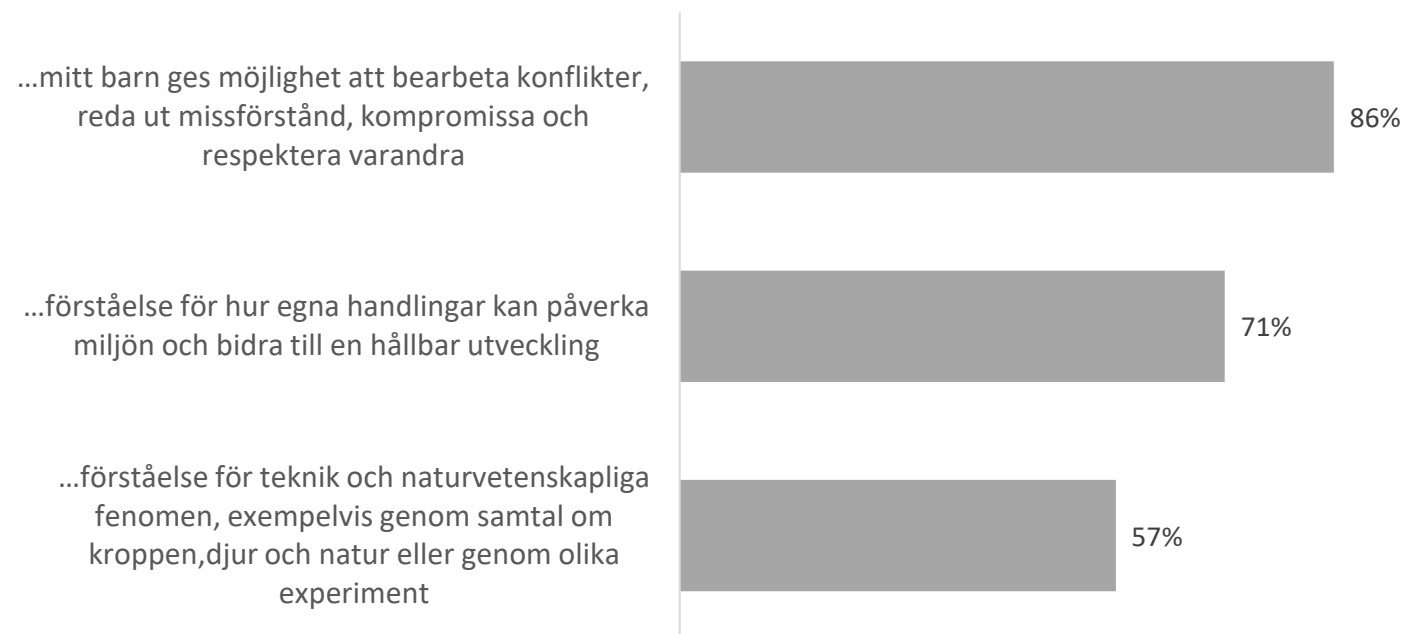 ...mitt barn ges möjlighet att bearbeta konflikter,
reda ut missförstånd, kompromissa och
respektera varandra
86%
...förståelse för hur egna handlingar kan påverka
miljön och bidra till en hållbar utveckling
71%
...förståelse för teknik och naturvetenskapliga
fenomen, exempelvis genom samtal om
kroppen,djur och natur eller genom olika
experiment
57%